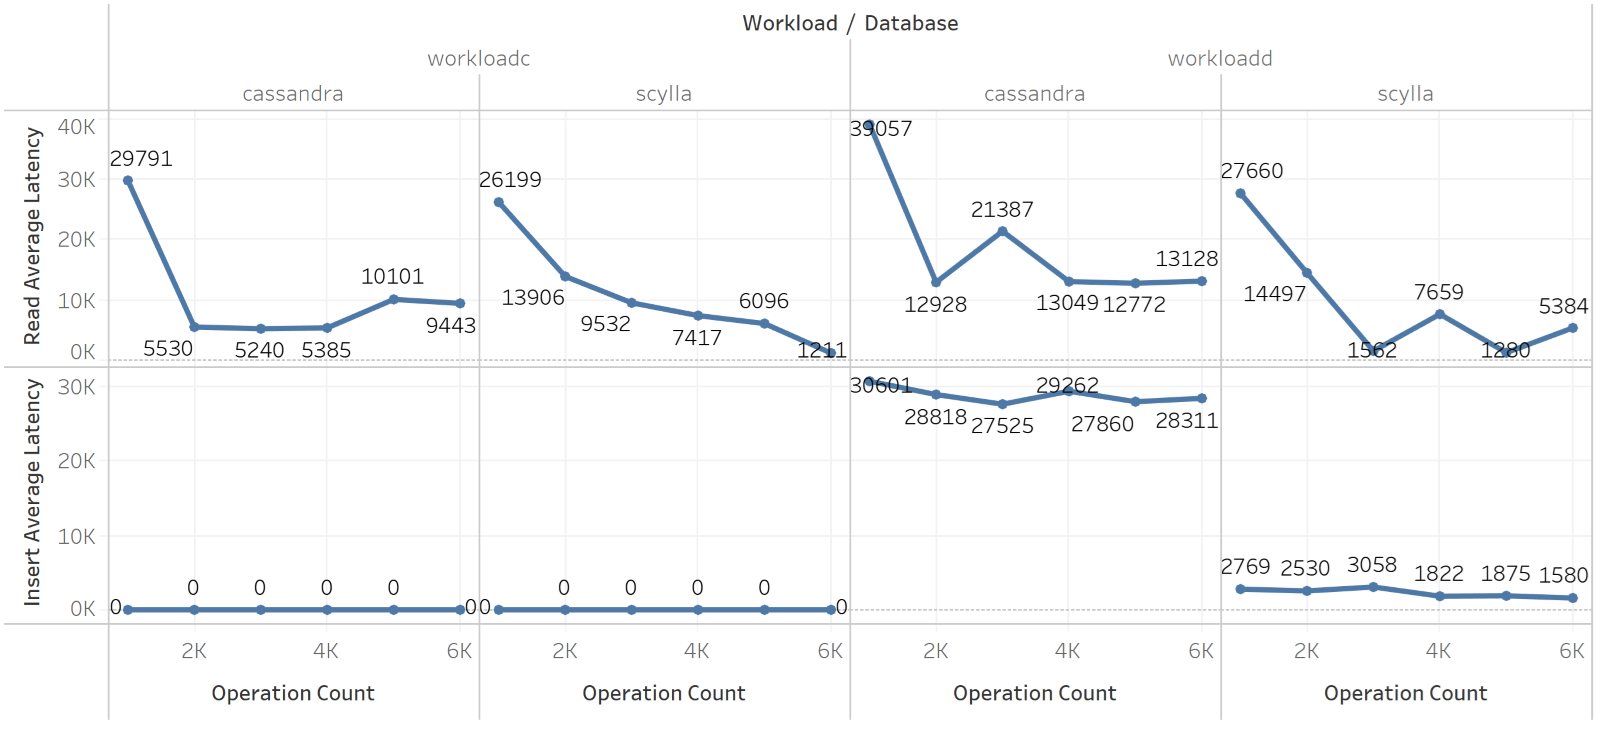 Workload / Database
workloadc workloadd
cassandra scylla cassandra scylla
Read Average Latency
40K
30K
20K
10K
0K
29791
5530
5240
5385
10101
9443
26199
13906
9532
7417
6096
1211
39057
12928
21387
13049
12772
13128
27660
14497
1562
7659
1280
5384
Insert Average Latency
30K
20K
10K
0K
0 0 0 0 0 0
0 0 0 0 0 0
30601
28818
27525
29262
27860
28311
2769 2530 3058 1822 1875 1580
2K 4K 6K 2K 4K 6K 2K 4K 6K 2K 4K 6K
Operation Count Operation Count Operation Count Operation Count